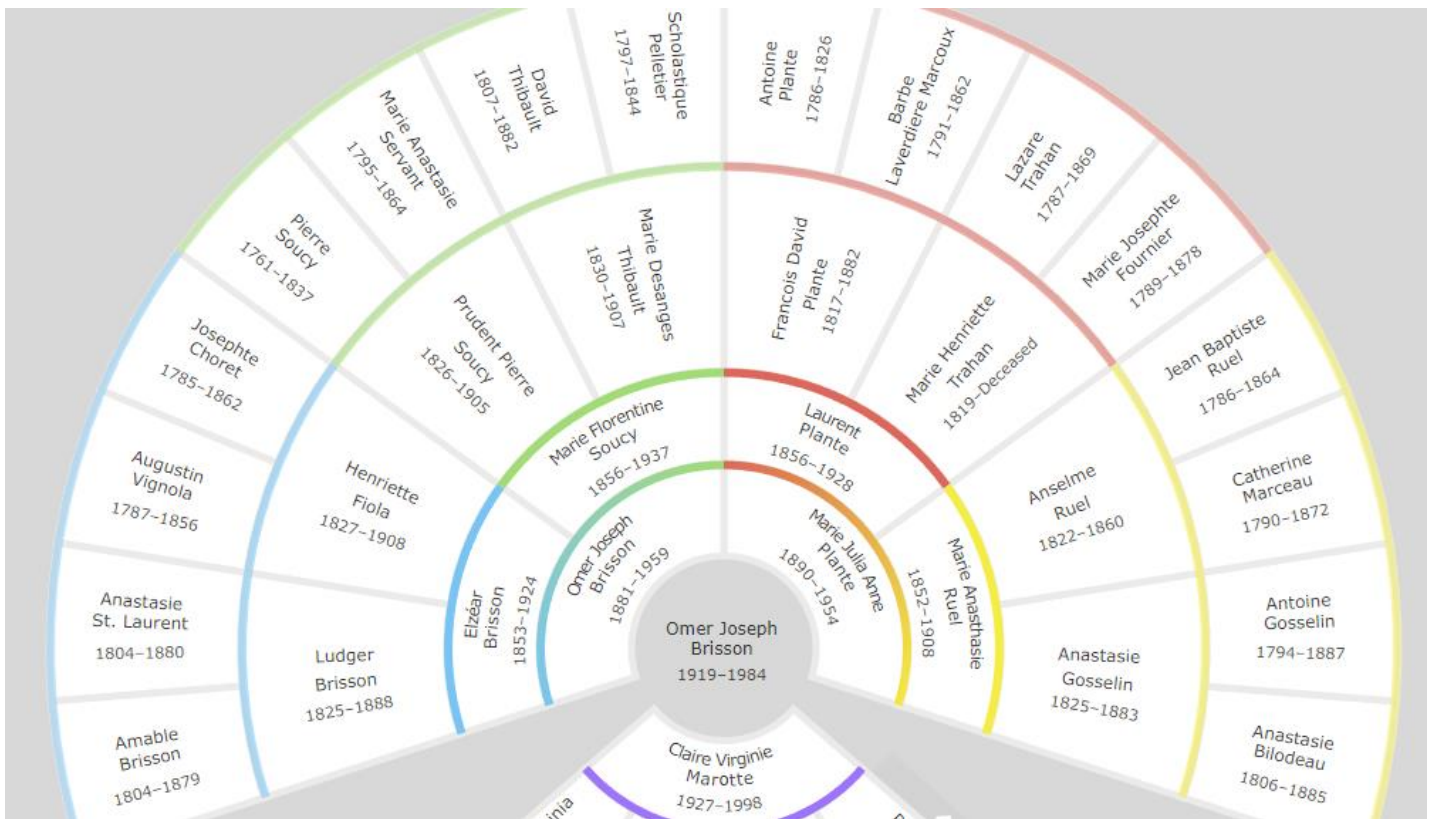 Scholastique
Pelletier
1797–1844
Antoine
Plante
1786–1826
David
Thibault
1807–1882
Barbe
Laverdiere Marcoux
1791–1862
Marie Anastasie
Servant
1795–1864
Lazare
Trahan
1787–1869
Pierre
Soucy
1761–1837
Marie Josephte
Fournier
1789–1878
Josephte
Choret
1785–1862
Jean Baptiste
Ruel
1786–1864
Augustin
Vignola
1787–1856
Catherine
Marceau
1790–1872
Anastasie
St. Laurent
1804–1880
Antoine
Gosselin
1794–1887
Amable
Brisson
1804–1879
Anastasie
Bilodeau
1806–1885
Marie Desanges
Thibault
1830–1907
Francois David
Plante
1817–1882
Prudent Pierre
Soucy
1826–1905
Marie Henriette
Trahan
1819–Deceased
Henriette
Fiola
1827–1908
Anselme
Ruel
1822–1860
Ludger
Brisson
1825–1888
Anastasie
Gosselin
1825–1883
Marie Florentine
Soucy
1856–1937
Laurent
Plante
1856–1928
Elzéar
Brisson
1853–1924
Marie Anasthasie
Ruel
1852–1908
Omer Joseph
Brisson
1881–1959
Marie Julia Anne
Plante
1890–1954
Omer Joseph
Brisson
1919–1984
Claire Virginie
Marotte
1927–1998